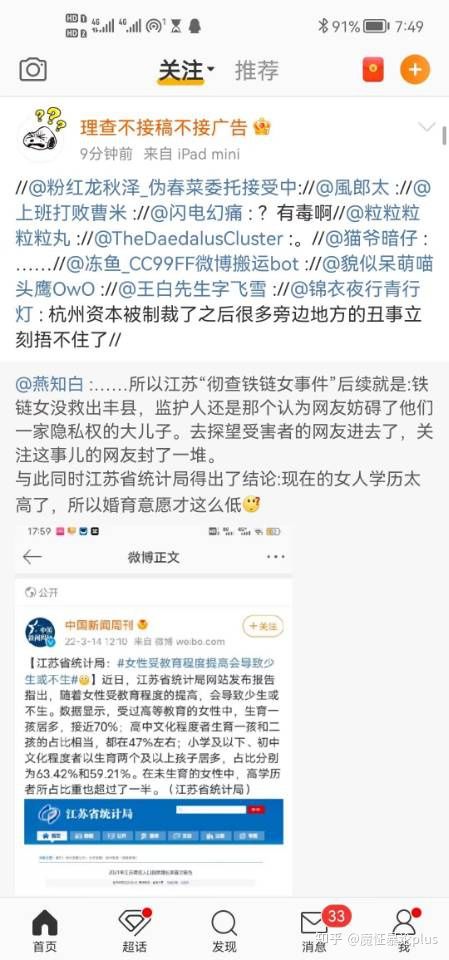 91% 7:49
关注 推荐
理查不接稿不接广告
9分钟前 来自 iPad mini
//@粉红龙秋泽_伪春菜委托接受中://@風郎太 ://@
上班打败曹米 ://@闪电幻痛 :？有毒啊//@粒粒粒
粒粒丸 ://@TheDaedalusCluster :。//@猫爷暗仔 :
……//@冻鱼_CC99FF微博搬运bot ://@貌似呆萌喵
头鹰OwO ://@王白先生字飞雪 ://@锦衣夜行青行
灯 : 杭州资本被制裁了之后很多旁边地方的丑事立
刻捂不住了//
@燕知白 :……所以江苏“彻查铁链女事件”后续就是:铁
链女没救出丰县，监护人还是那个认为网友妨碍了他们
一家隐私权的大儿子。去探望受害者的网友进去了，关
注这事儿的网友封了一堆。
与此同时江苏省统计局得出了结论:现在的女人学历太
高了，所以婚育意愿才这么低
17:59
微博正文
公开
中国新闻周刊
+关注
22-3-14 12:10 来自 微博 weibo.com
【江苏省统计局：#女性受教育程度提高会导致少
生或不生#】近日，江苏省统计局网站发布报告
指出，随着女性受教育程度的提高，会导致少生或
不生。数据显示，受过高等教育的女性中，生育一
孩居多，接近70%；高中文化程度者生育一孩和二
孩的占比相当，都在47%左右；小学及以下、初中
文化程度者以生育两个及以上孩子居多，占比分别
为63.42%和59.21%。在未生育的女性中，高学历
者所占比重也超过了一半。（江苏省统计局）
江苏省统计局
首页 超话 发现 消息 我
33
知乎 @魔怔暴论plus